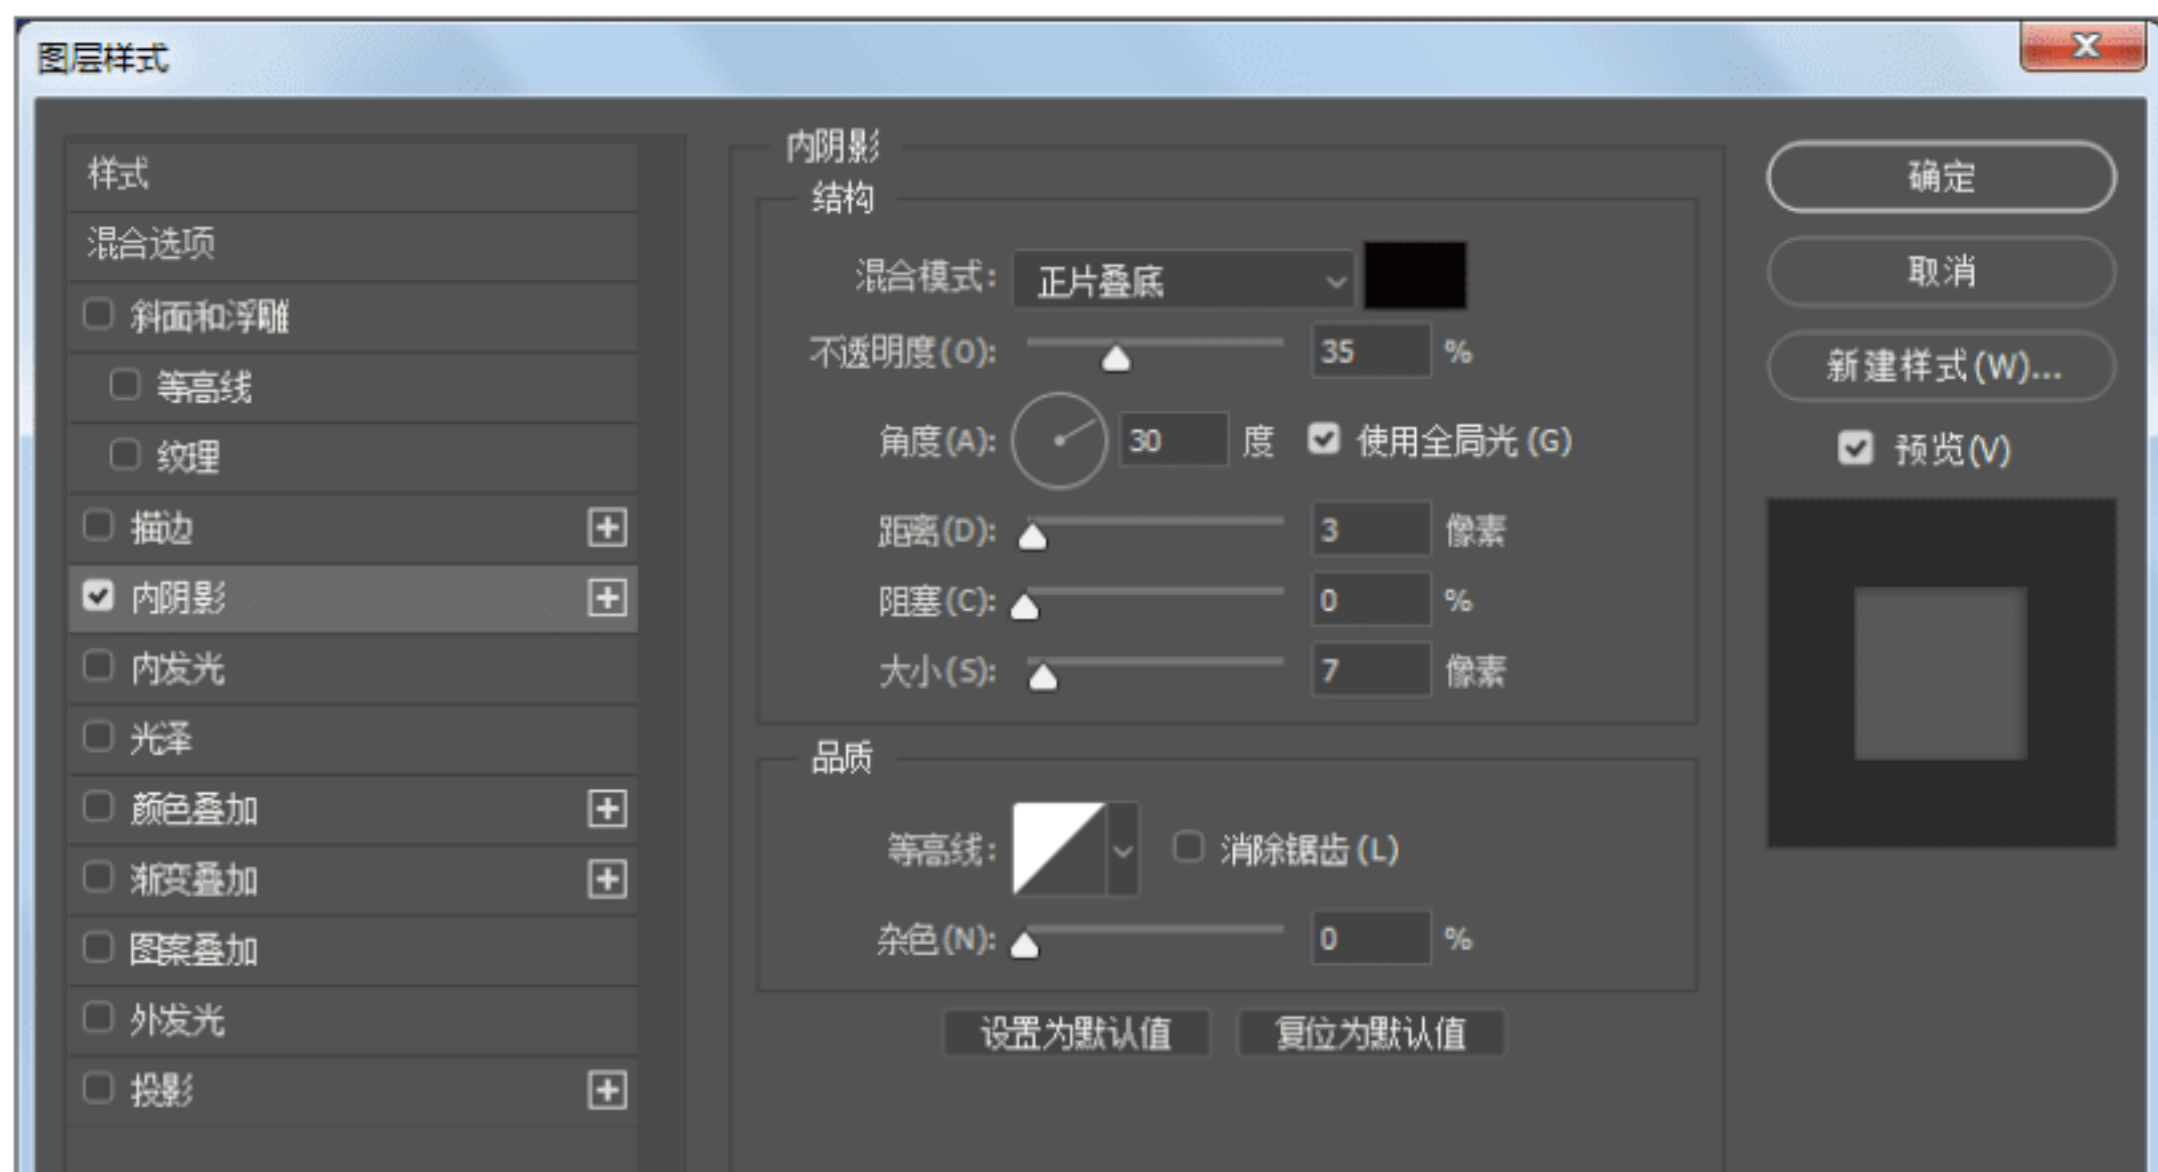 图层样式
样式
混合选项
斜面和浮雕
等高线
纹理
描边
内阴影
内发光
光泽
颜色叠加
渐变叠加
图案叠加
外发光
投影
内阴影
结构
混合模式: 正片叠底
不透明度(O): 35 %
角度(A): 30 度 使用全局光(G)
距离(D): 3 像素
阻塞(C): 0 %
大小(S): 7 像素
品质
等高线: 消除锯齿(L)
杂色(N): 0 %
设置为默认值 复位为默认值
确定
取消
新建样式(W)...
预览(V)